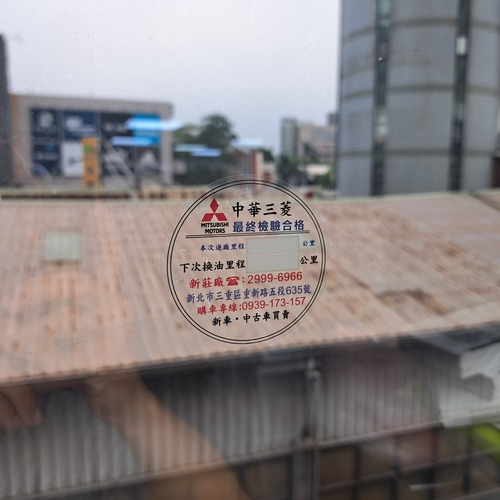 中華三菱
MITSUBISHI
MOTORS
最終檢驗合格
本次進廠里程 公里
下次換油里程 公里
新莊廠☎:2999-6966
新北市三重區重新路五段635號
購車專線:0939-173-157
新車·中古車買賣